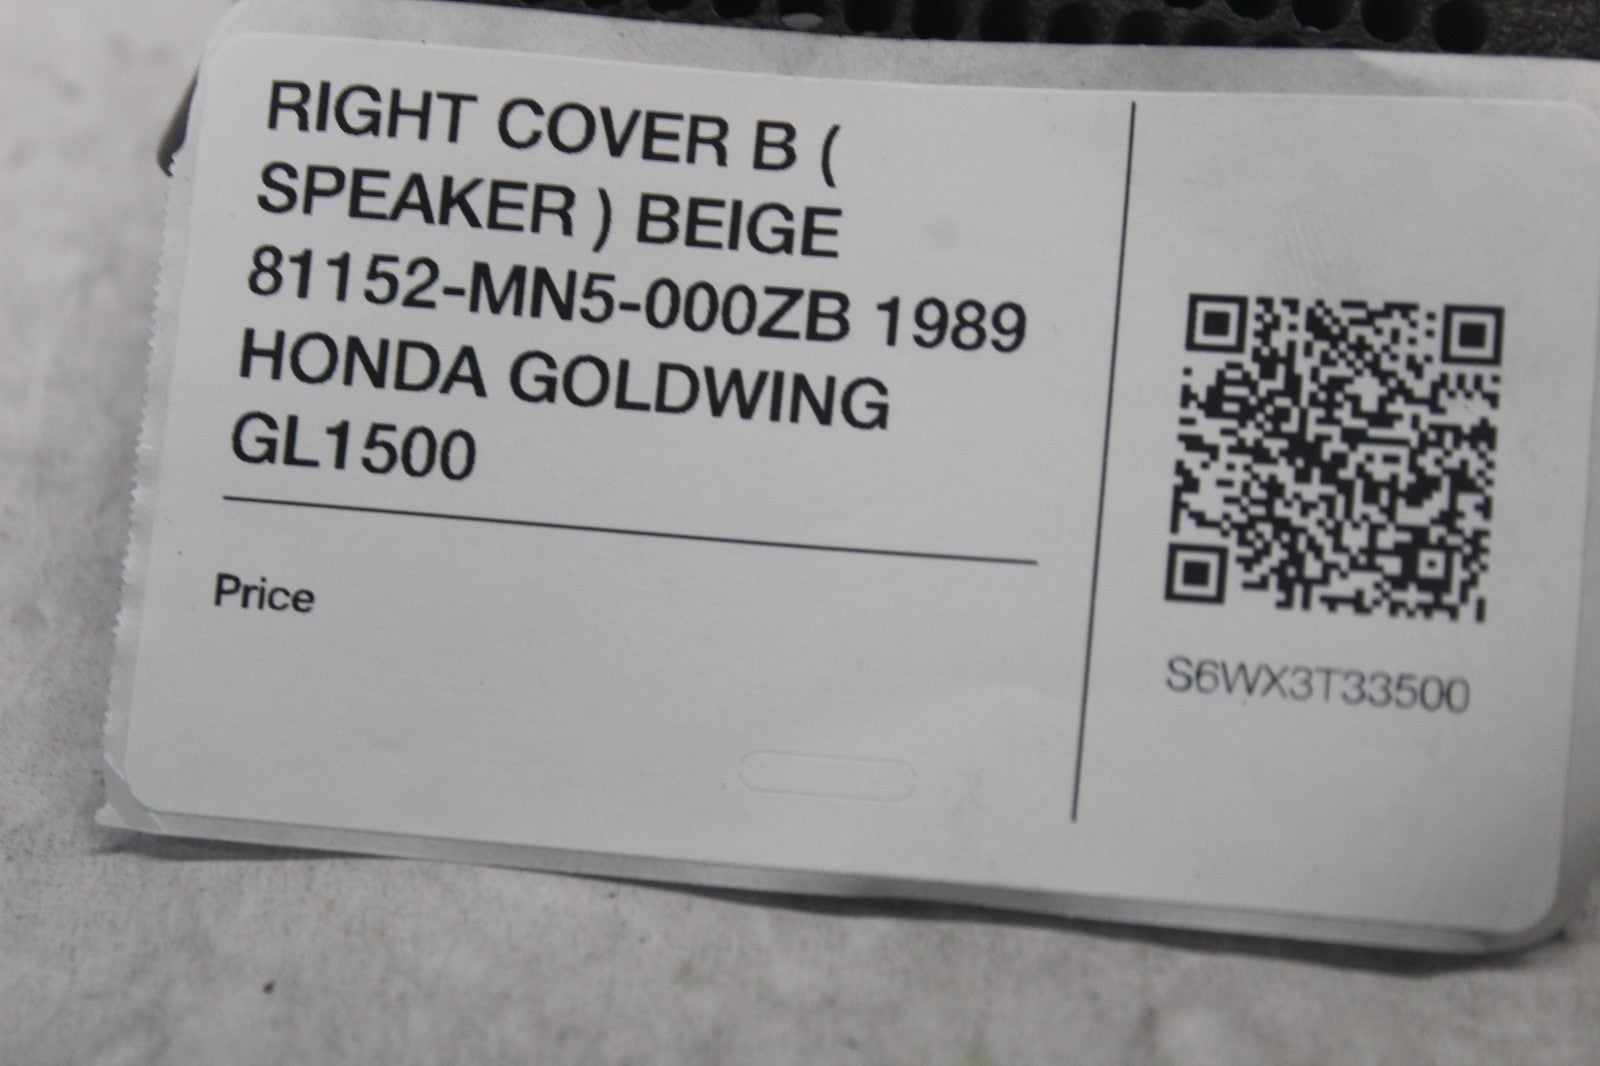 RIGHT COVER B (
SPEAKER ) BEIGE
81152-MN5-000ZB 1989
HONDA GOLDWING
GL1500
Price
S6WX3T33500